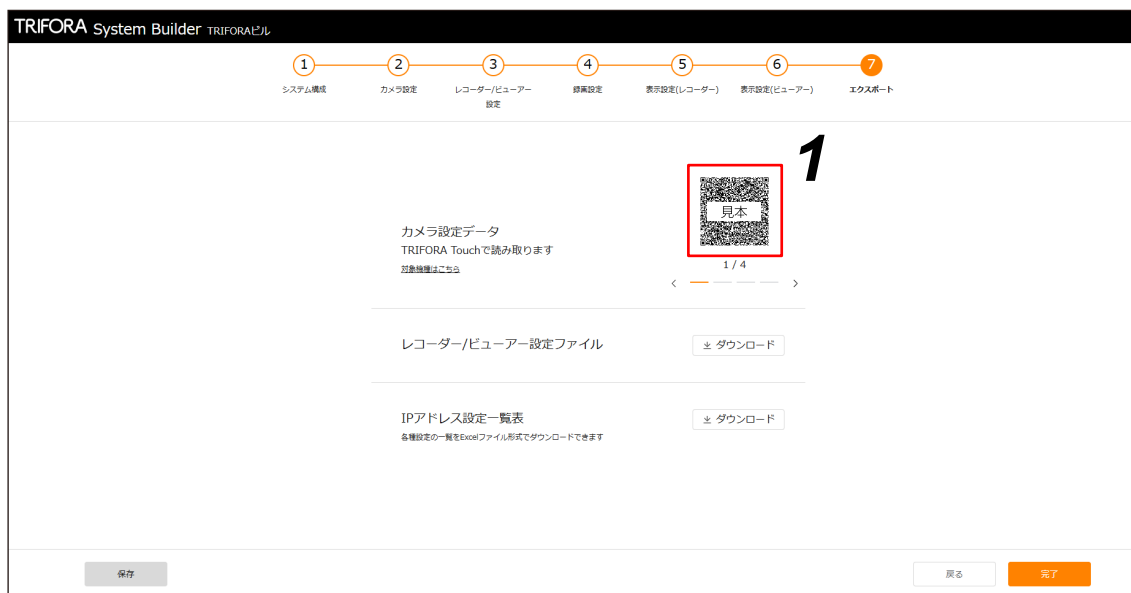 TRIFORA System Builder TRIFORAビル
1 2 3 4 5 6 7
システム構成 カメラ設定 レコーダー/ビューアー 録画設定 表示設定(レコーダー) 表示設定(ビューアー) エクスポート
設定
1
見本
カメラ設定データ
TRIFORA Touchで読み取ります
対象機種はこちら
1 / 4
レコーダー/ビューアー設定ファイル
ダウンロード
IPアドレス設定一覧表
ダウンロード
各種設定の一覧をExcelファイル形式でダウンロードできます
保存
戻る
完了